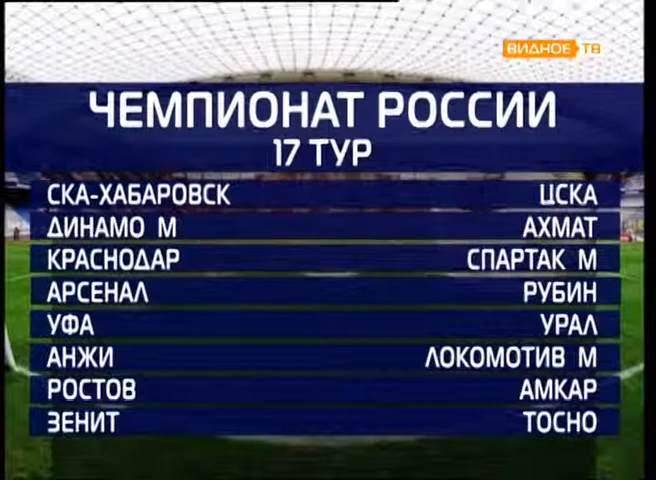 ВИДНОЕ ТВ
ЧЕМПИОНАТ РОССИИ
17 ТУР
СКА-ХАБАРОВСК ЦСКА
ДИНАМО М АХМАТ
КРАСНОДАР СПАРТАК М
АРСЕНАЛ РУБИН
УФА УРАЛ
АНЖИ ЛОКОМОТИВ М
РОСТОВ АМКАР
ЗЕНИТ ТОСНО